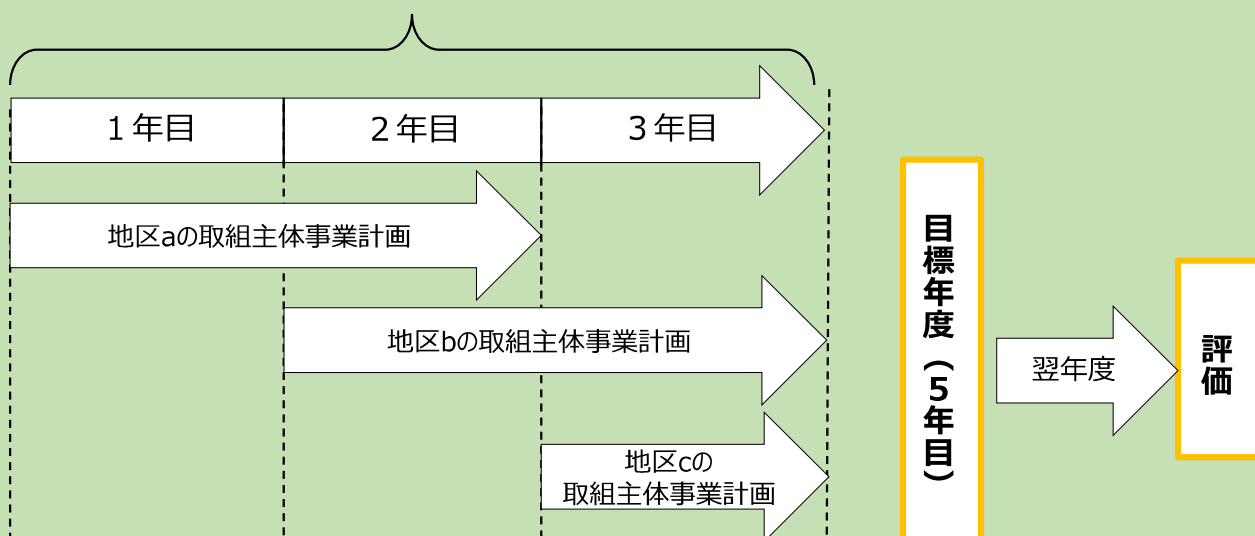 １年目
２年目
３年目
地区aの取組主体事業計画
地区bの取組主体事業計画
地区cの
取組主体事業計画
目標年度（５年目）
翌年度
評価